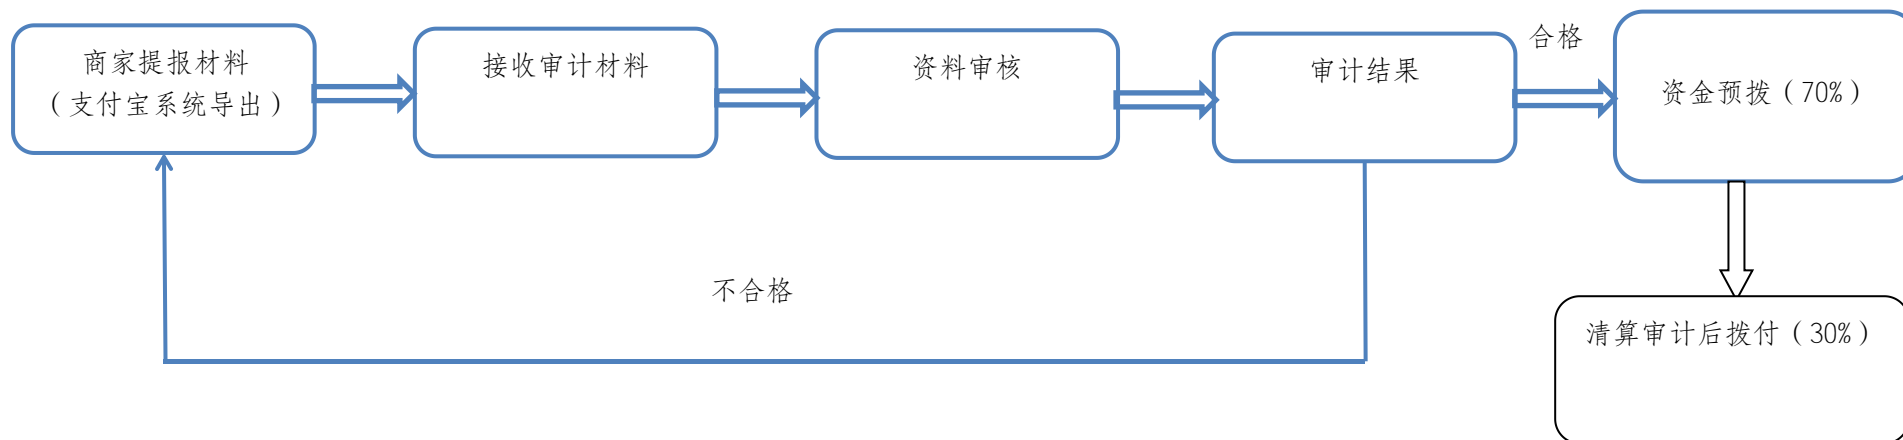 商家提报材料
（支付宝系统导出）
接收审计材料
资料审核
审计结果
合格
资金预拨（70%）
不合格
清算审计后拨付（30%）